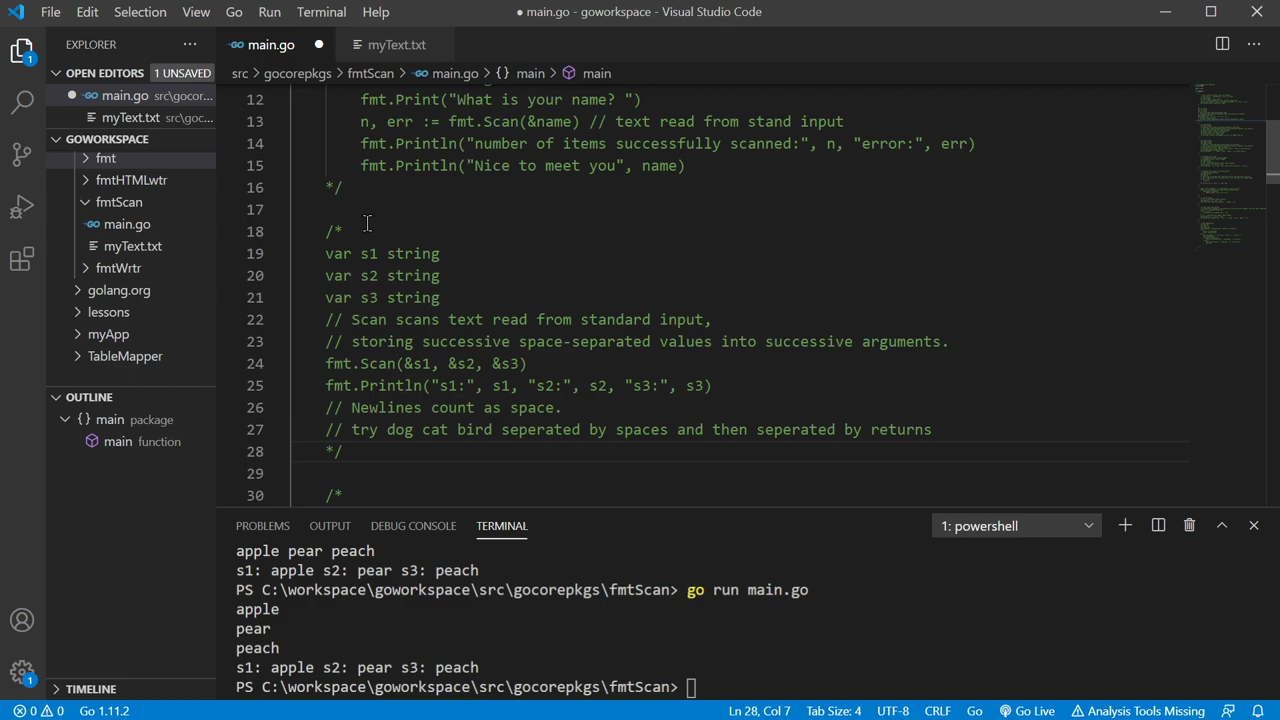 File Edit Selection View Go Run Terminal Help
● main.go - goworkspace - Visual Studio Code
EXPLORER
main.go
myText.txt
src > gocorepkgs > fmtScan > main.go > {} main > main
OPEN EDITORS 1 UNSAVED
main.go src\gocor...
myText.txt src\goc...
GOWORKSPACE
fmt
fmtHTMLwtr
fmtScan
main.go
myText.txt
fmtWrtr
golang.org
lessons
myApp
TableMapper
OUTLINE
{} main package
main function
TIMELINE
12 fmt.Print("What is your name? ")
13 n, err := fmt.Scan(&name) // text read from stand input
14 fmt.Println("number of items successfully scanned:", n, "error:", err)
15 fmt.Println("Nice to meet you", name)
16 */
17
18 /*
19 var s1 string
20 var s2 string
21 var s3 string
22 // Scan scans text read from standard input,
23 // storing successive space-separated values into successive arguments.
24 fmt.Scan(&s1, &s2, &s3)
25 fmt.Println("s1:", s1, "s2:", s2, "s3:", s3)
26 // Newlines count as space.
27 // try dog cat bird seperated by spaces and then seperated by returns
28 */
29
30 /*
PROBLEMS OUTPUT DEBUG CONSOLE TERMINAL
1: powershell
apple pear peach
s1: apple s2: pear s3: peach
PS C:\workspace\goworkspace\src\gocorepkgs\fmtScan> go run main.go
apple
pear
peach
s1: apple s2: pear s3: peach
PS C:\workspace\goworkspace\src\gocorepkgs\fmtScan>
1
1
0 0 Go 1.11.2
Ln 28, Col 7 Tab Size: 4 UTF-8 CRLF Go Go Live Analysis Tools Missing